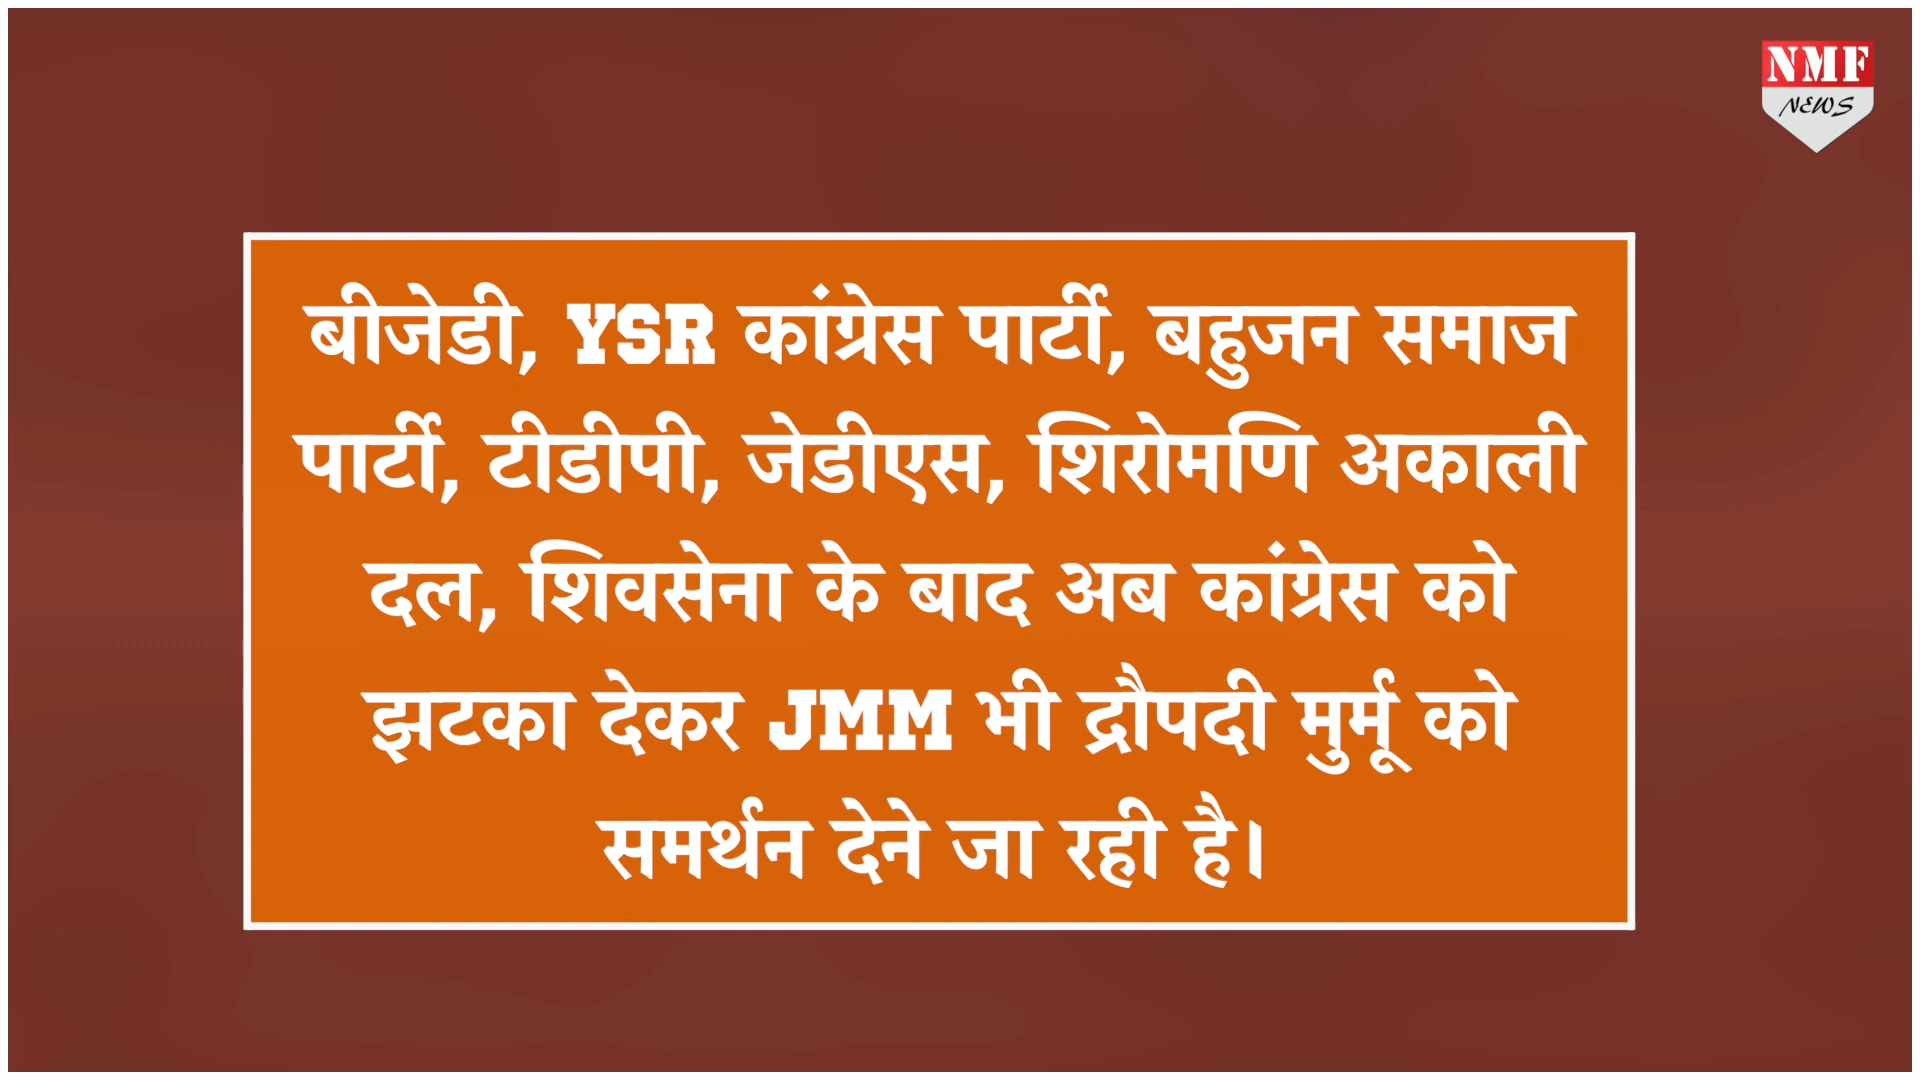 NMF
NEWS
बीजेडी, YSR कांग्रेस पार्टी, बहुजन समाज
पार्टी, टीडीपी, जेडीएस, शिरोमणि अकाली
दल, शिवसेना के बाद अब कांग्रेस को
झटका देकर JMM भी द्रौपदी मुर्मू को
समर्थन देने जा रही है।